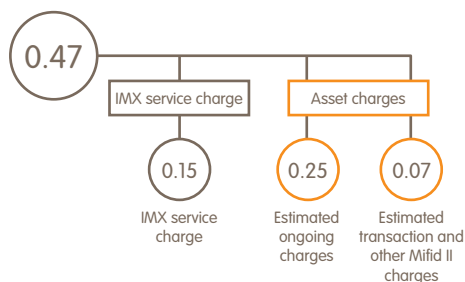 0.47
IMX service charge
Asset charges
0.15
0.25
0.07
IMX service
charge
Estimated
ongoing
charges
Estimated
transaction and
other Mifid II
charges